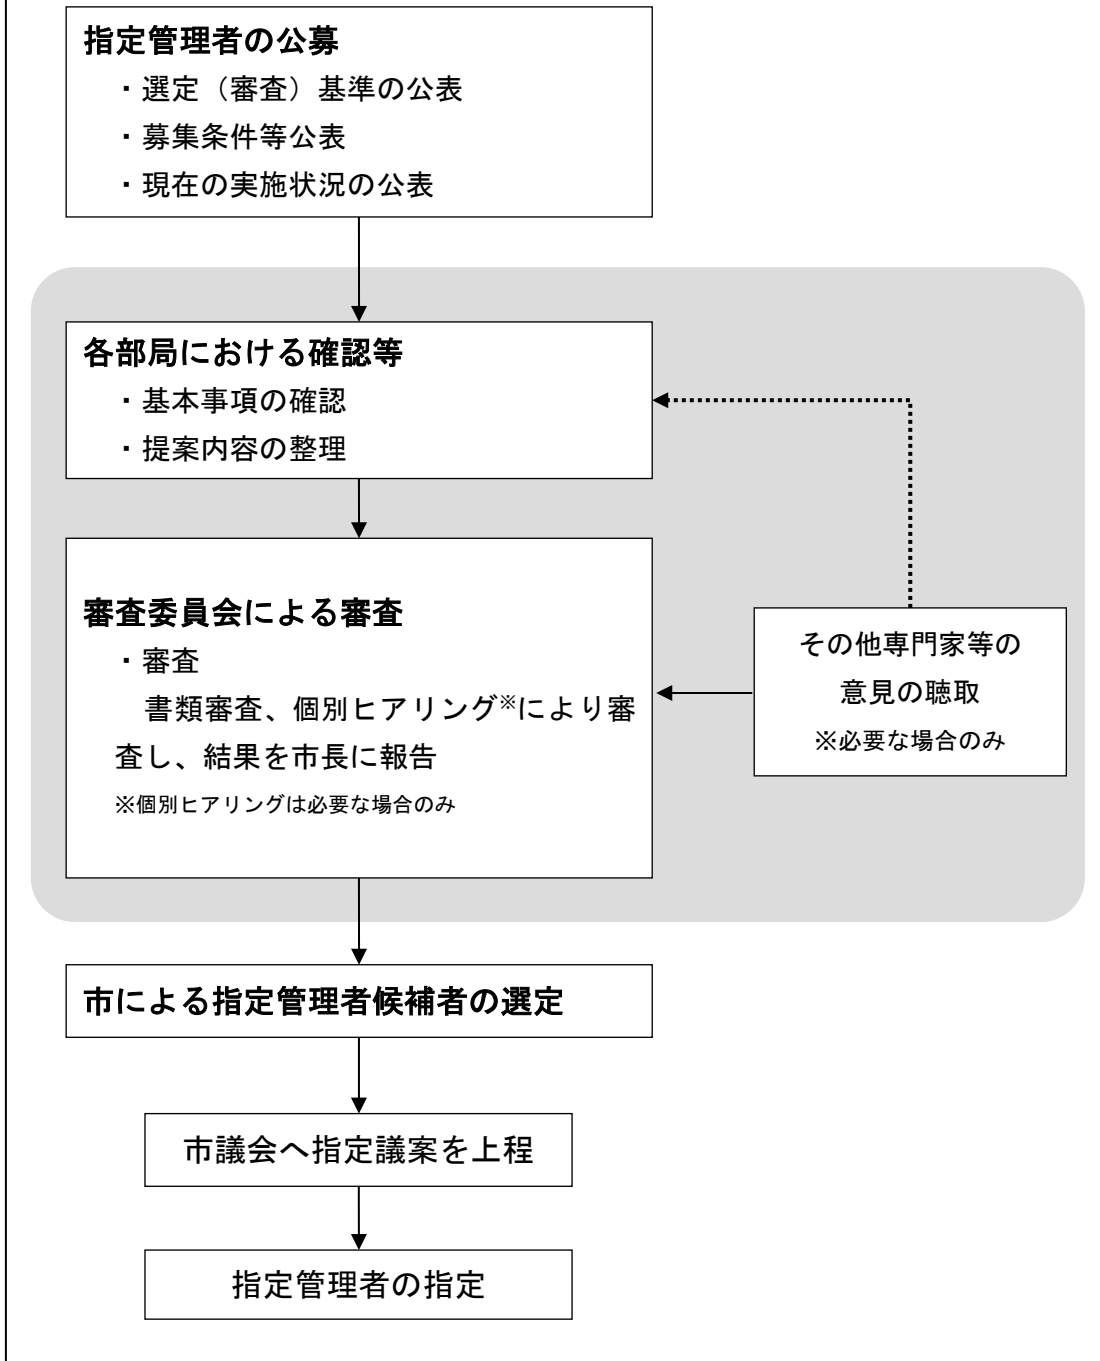 指定管理者の公募
・選定（審査）基準の公表
・募集条件等公表
・現在の実施状況の公表
各部局における確認等
・基本事項の確認
・提案内容の整理
審査委員会による審査
・審査
書類審査、個別ヒアリング※により審
査し、結果を市長に報告
※個別ヒアリングは必要な場合のみ
その他専門家等の
意見の聴取
※必要な場合のみ
市による指定管理者候補者の選定
市議会へ指定議案を上程
指定管理者の指定